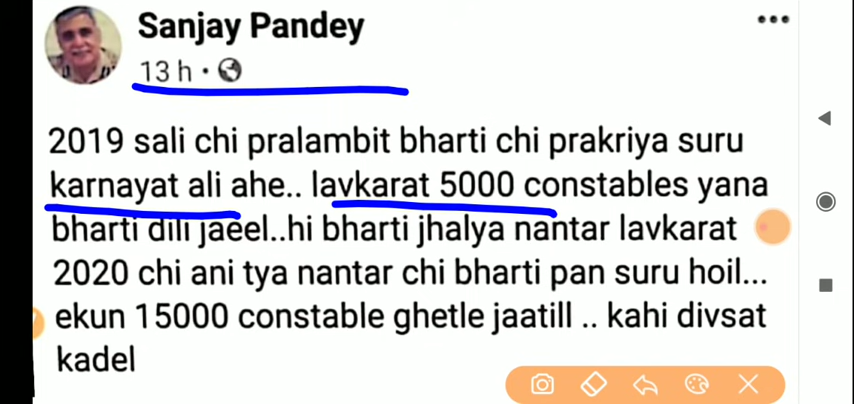 Sanjay Pandey
13 h ·
2019 sali chi pralambit bharti chi prakriya suru
karnayat ali ahe.. lavkarat 5000 constables yana
bharti dili jaeel..hi bharti jhalya nantar lavkarat
2020 chi ani tya nantar chi bharti pan suru hoil...
ekun 15000 constable ghetle jaatill .. kahi divsat
kadel